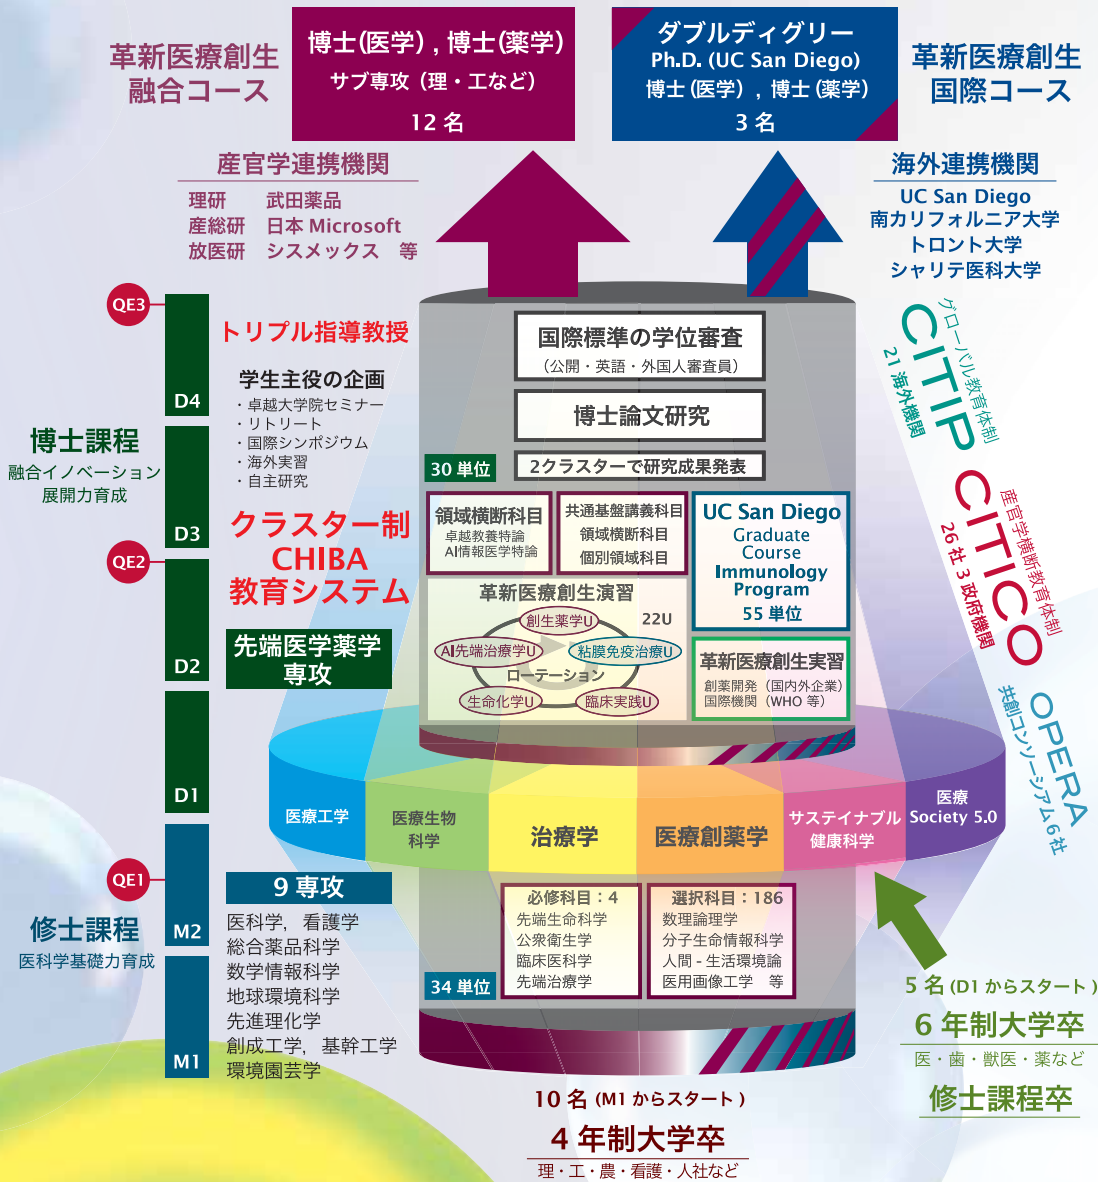 革新医療創生
融合コース
博士(医学) , 博士(薬学)
サブ専攻（理・工など）
12 名
ダブルディグリー
Ph.D. (UC San Diego)
博士（医学）, 博士（薬学）
3 名
革新医療創生
国際コース
産官学連携機関
理研 武田薬品
産総研 日本 Microsoft
放医研 シスメックス 等
海外連携機関
UC San Diego
南カリフォルニア大学
トロント大学
シャリテ医科大学
QE3
D4
博士課程
融合イノベーション
展開力育成
D3
QE2
D2
D1
QE1
修士課程
医科学基礎力育成
M2
M1
トリプル指導教授
学生主役の企画
・卓越大学院セミナー
・リトリート
・国際シンポジウム
・海外実習
・自主研究
クラスター制
CHIBA
教育システム
先端医学薬学
専攻
国際標準の学位審査
（公開・英語・外国人審査員）
博士論文研究
30 単位
2クラスターで研究成果発表
領域横断科目
卓越教養特論
AI情報医学特論
共通基盤講義科目
領域横断科目
個別領域科目
UC San Diego
Graduate
Course
Immunology
Program
55 単位
革新医療創生演習
22U
創生薬学U
AI先端治療学U
粘膜免疫治療U
ローテーション
生命化学U
臨床実践U
革新医療創生実習
創薬開発（国内外企業）
国際機関（WHO 等）
グローバル教育体制
CITIP
21 海外機関
産官学横断教育体制
CITICO
26 社 3 政府機関
OPERA
共創コンソーシアム 6 社
医療工学
医療生物
科学
治療学
医療創薬学
サステイナブル
健康科学
医療
Society 5.0
9 専攻
医科学, 看護学
総合薬品科学
数学情報科学
地球環境科学
先進理化学
創成工学, 基幹工学
環境園芸学
必修科目：4
先端生命科学
公衆衛生学
臨床医科学
先端治療学
選択科目：186
数理論理学
分子生命情報科学
人間 - 生活環境論
医用画像工学 等
34 単位
5 名 (D1 からスタート )
6 年制大学卒
医・歯・獣医・薬など
修士課程卒
10 名 (M1 からスタート )
4 年制大学卒
理・工・農・看護・人社など